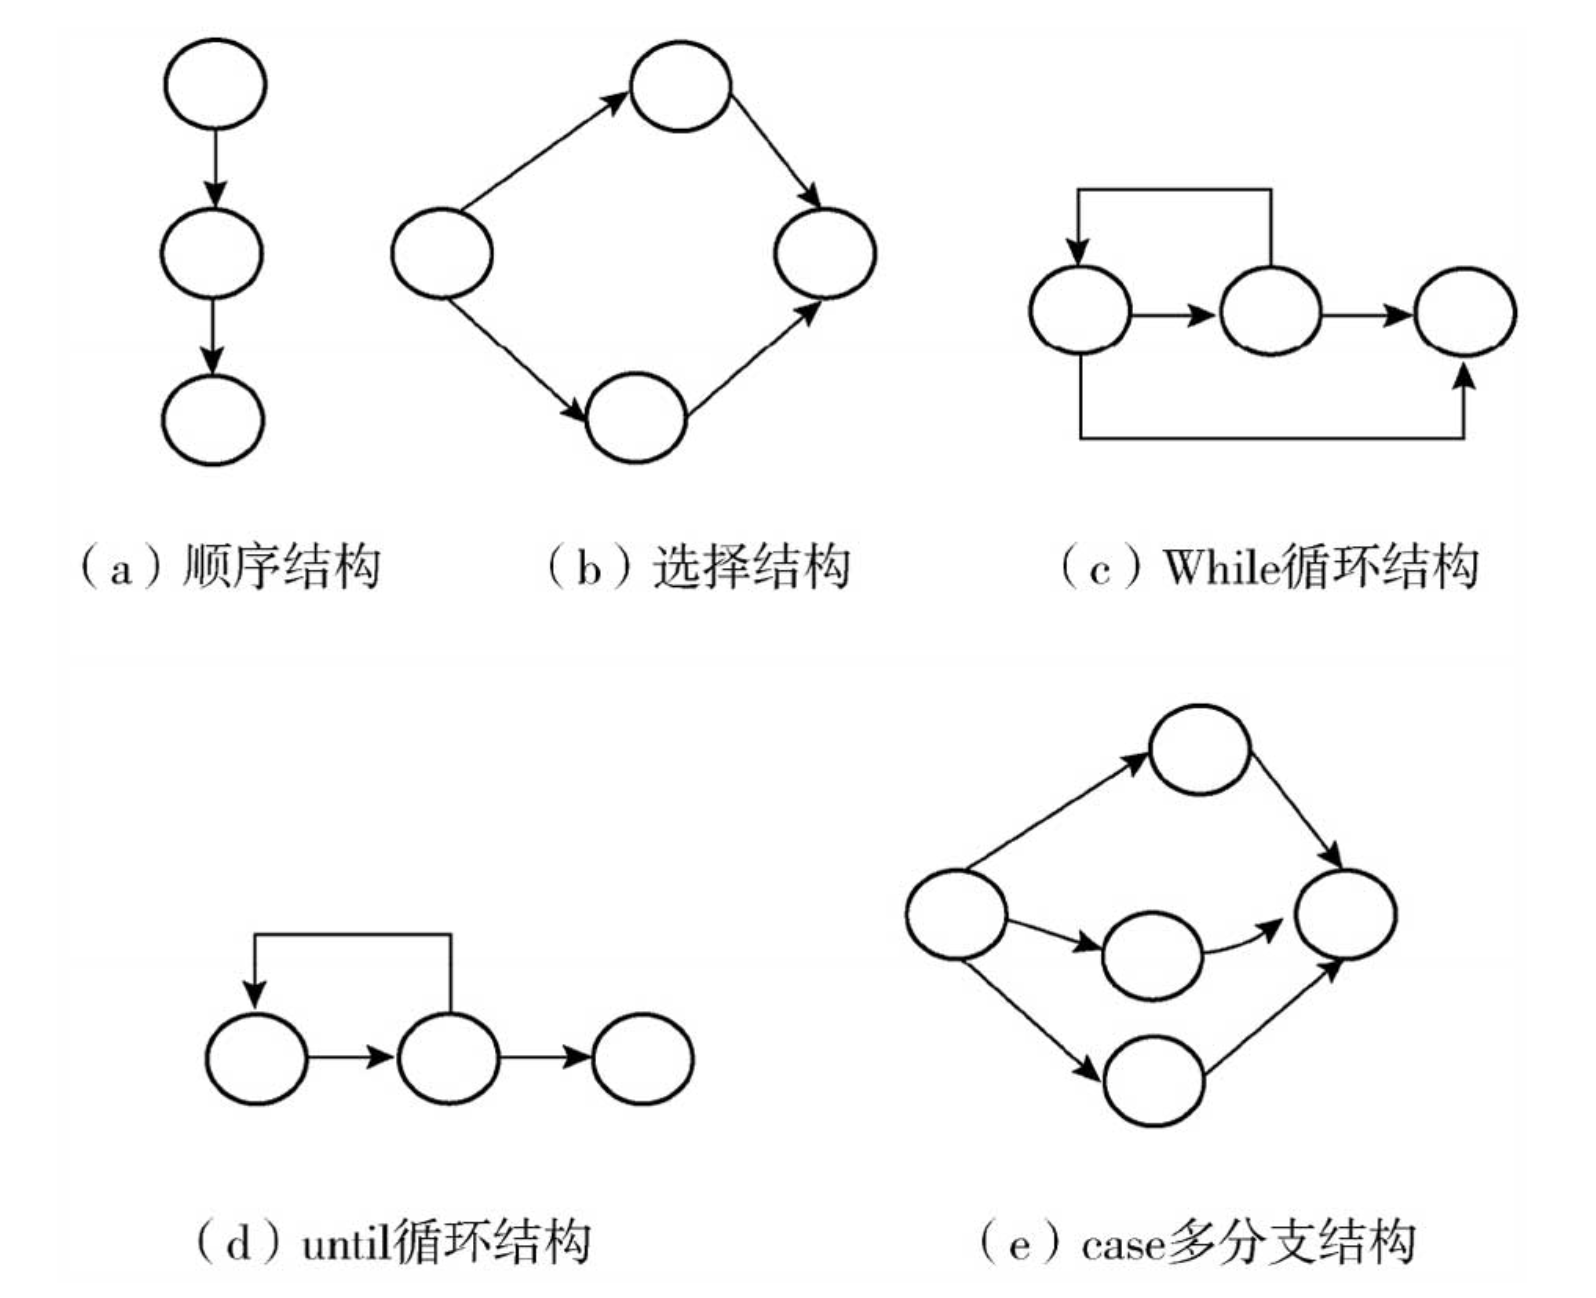 （a）顺序结构
（b）选择结构
（c）While循环结构
（d）until循环结构
（e）case多分支结构